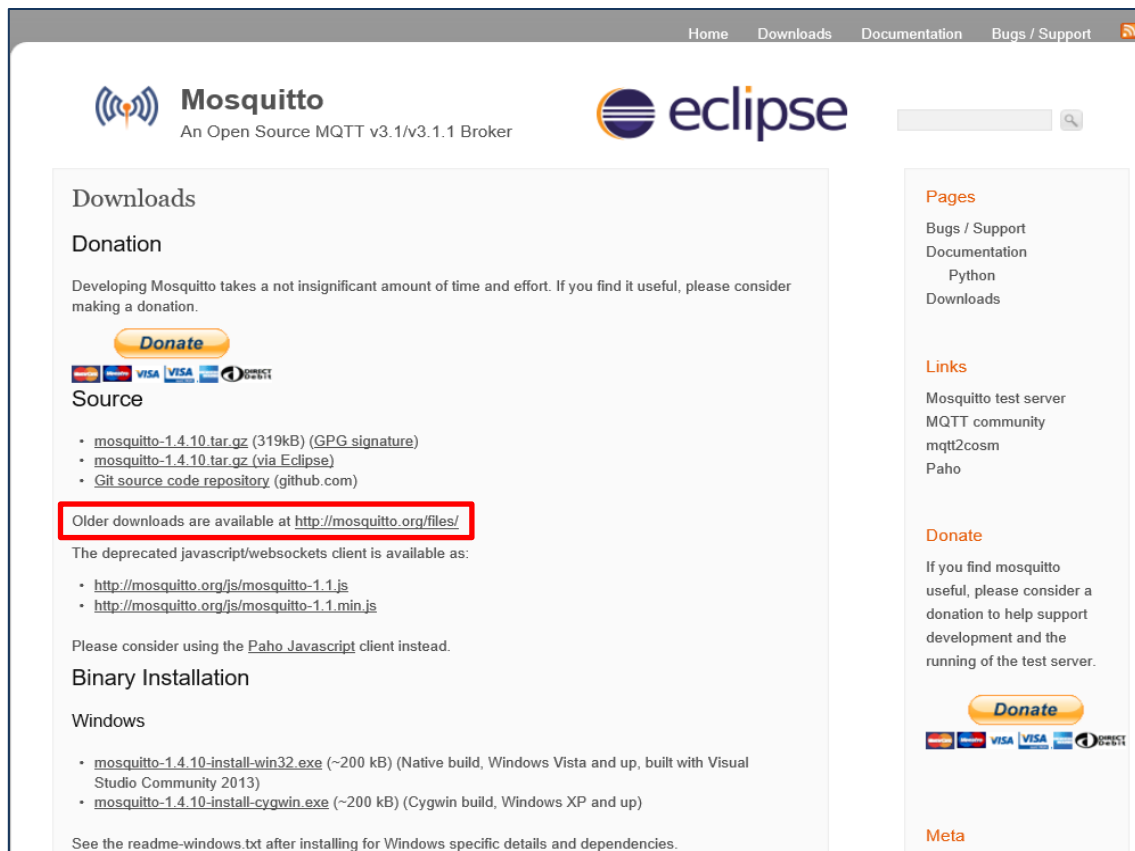 Home Downloads Documentation Bugs / Support
Mosquitto
An Open Source MQTT v3.1/v3.1.1 Broker
eclipse
Downloads
Donation
Developing Mosquitto takes a not insignificant amount of time and effort. If you find it useful, please consider
making a donation.
Donate
VISA VISA DIRECT Debit
Source
• mosquitto-1.4.10.tar.gz (319kB) (GPG signature)
• mosquitto-1.4.10.tar.gz (via Eclipse)
• Git source code repository (github.com)
Older downloads are available at http://mosquitto.org/files/
The deprecated javascript/websockets client is available as:
• http://mosquitto.org/js/mosquitto-1.1.js
• http://mosquitto.org/js/mosquitto-1.1.min.js
Please consider using the Paho Javascript client instead.
Binary Installation
Windows
• mosquitto-1.4.10-install-win32.exe (~200 kB) (Native build, Windows Vista and up, built with Visual
Studio Community 2013)
• mosquitto-1.4.10-install-cygwin.exe (~200 kB) (Cygwin build, Windows XP and up)
See the readme-windows.txt after installing for Windows specific details and dependencies.
Pages
Bugs / Support
Documentation
Python
Downloads
Links
Mosquitto test server
MQTT community
mqtt2cosm
Paho
Donate
If you find mosquitto
useful, please consider a
donation to help support
development and the
running of the test server.
Donate
VISA VISA DIRECT Debit
Meta